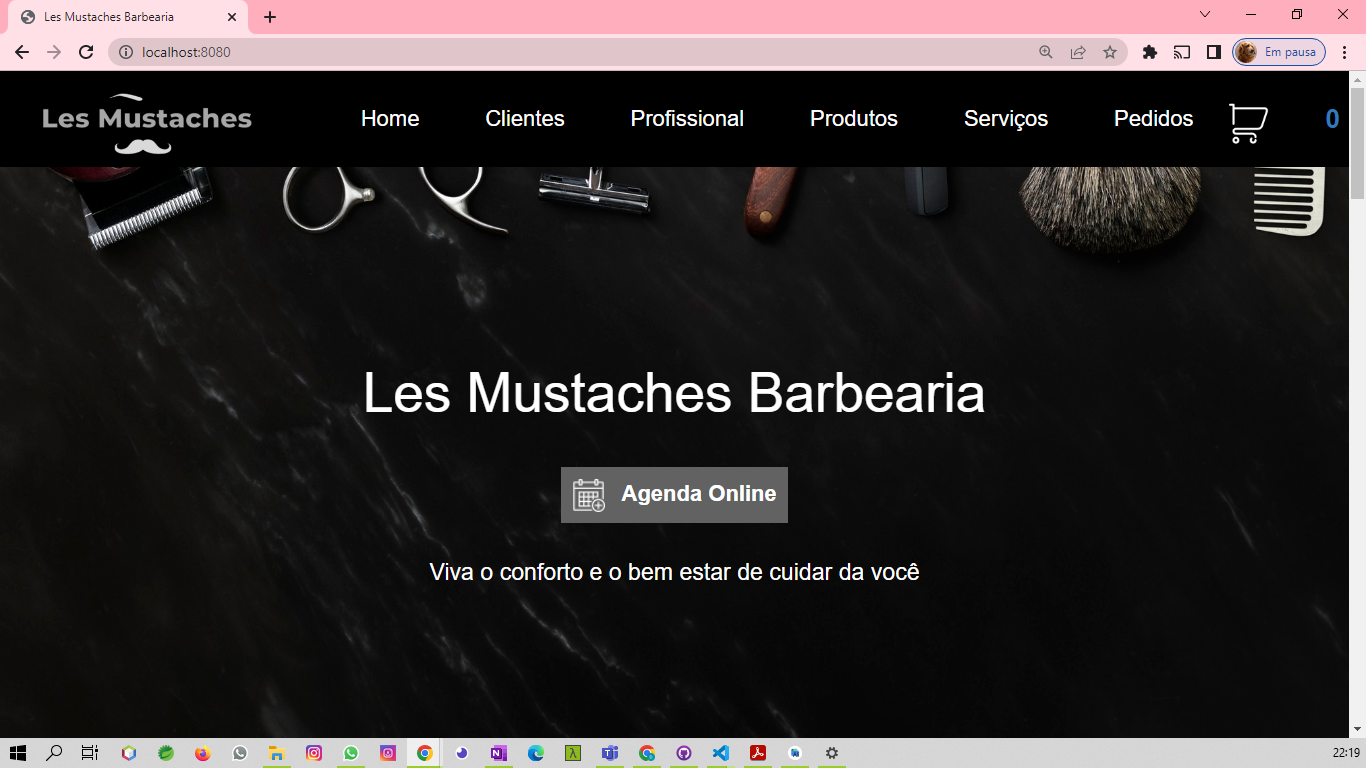 Les Mustaches Barbearia
localhost:8080
Em pausa
Les Mustaches
Home
Clientes
Profissional
Produtos
Serviços
Pedidos
0
Les Mustaches Barbearia
Agenda Online
Viva o conforto e o bem estar de cuidar da você
22:19